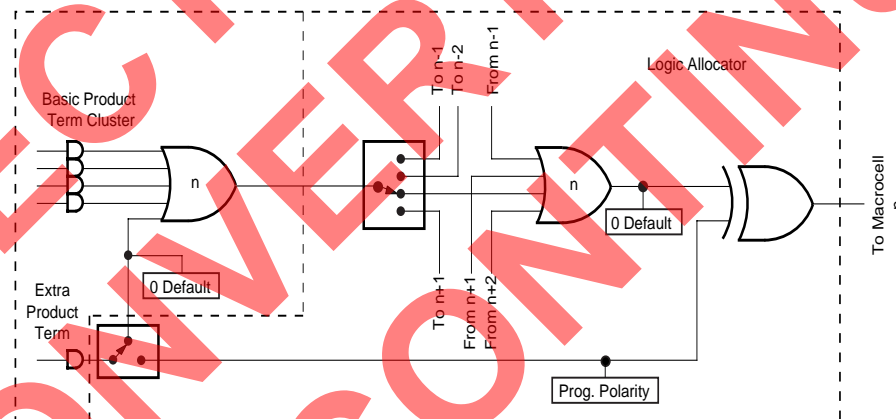 To n-1
To n-2
From n-1
Logic Allocator
Basic Product
Term Cluster
n
n
0 Default
0 Default
To Macrocell
n
Extra
Product
Term
To n+1
From n+1
From n+2
Prog. Polarity